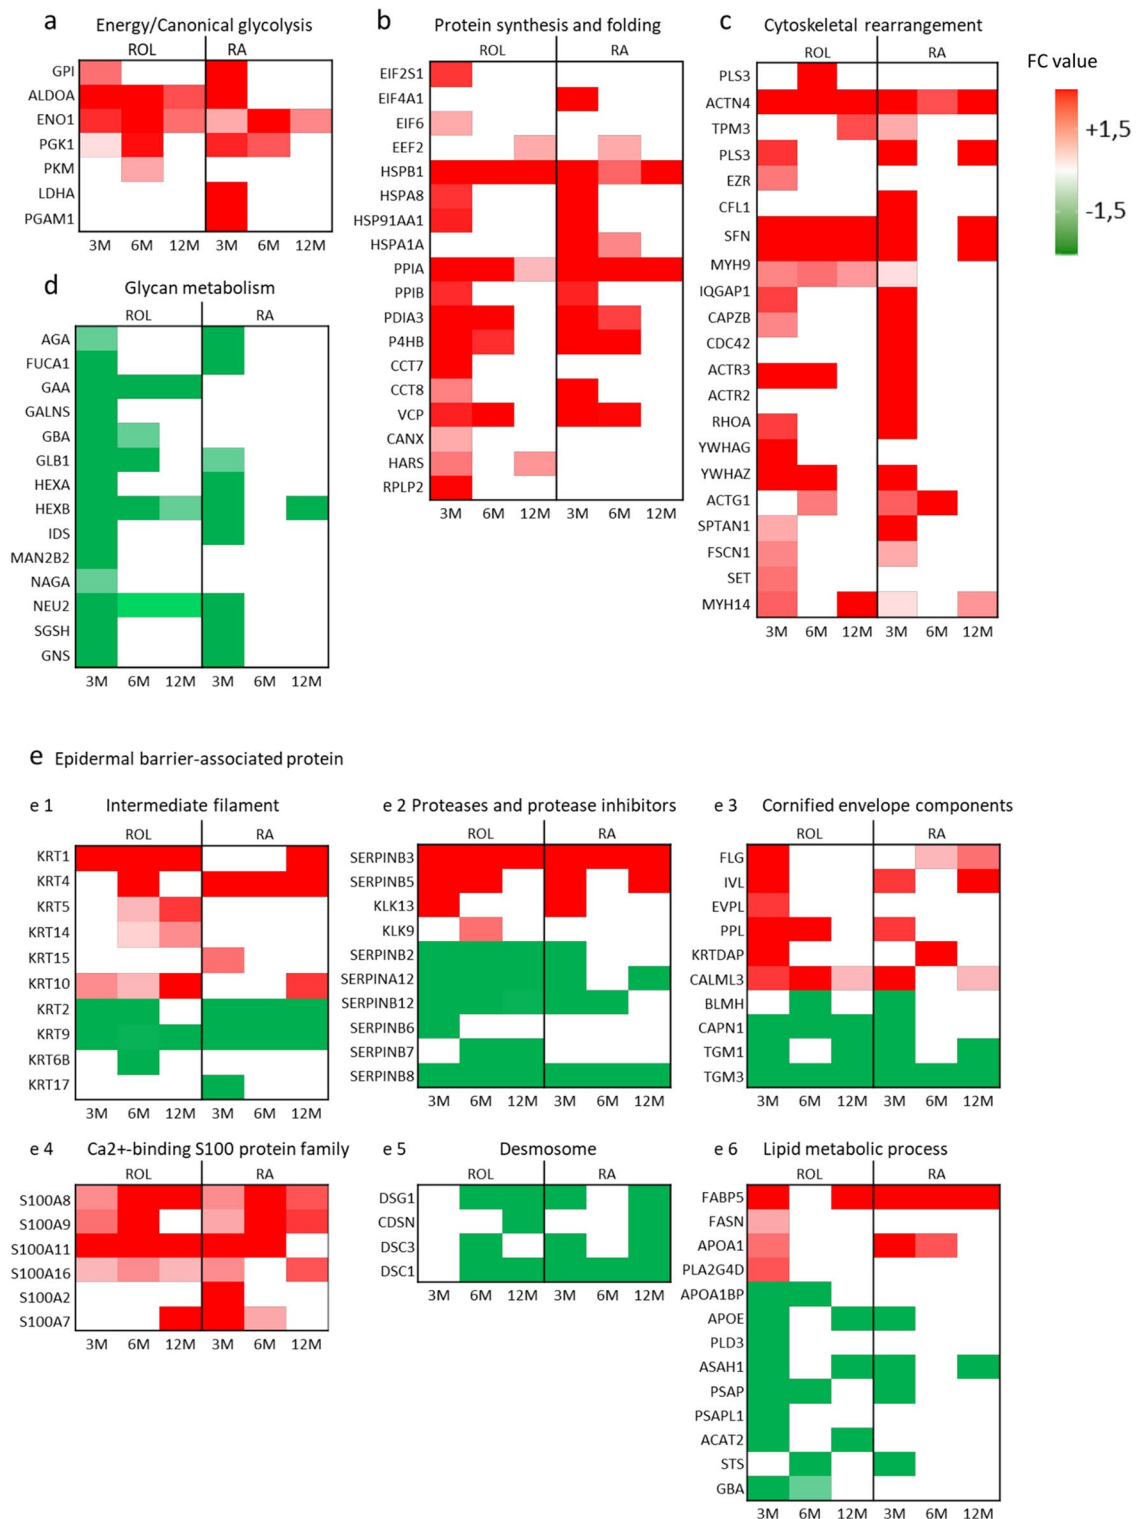 a Energy/Canonical glycolysis
ROL RA
GPI
ALDOA
ENO1
PGK1
PKM
LDHA
PGAM1
3M 6M 12M 3M 6M 12M
b Protein synthesis and folding
ROL RA
EIF2S1
EIF4A1
EIF6
EEF2
HSPB1
HSPA8
HSP91AA1
HSPA1A
PPIA
PPIB
PDIA3
P4HB
CCT7
CCT8
VCP
CANX
HARS
RPLP2
3M 6M 12M 3M 6M 12M
c Cytoskeletal rearrangement
ROL RA
PLS3
ACTN4
TPM3
PLS3
EZR
CFL1
SFN
MYH9
IQGAP1
CAPZB
CDC42
ACTR3
ACTR2
RHOA
YWHAG
YWHAZ
ACTG1
SPTAN1
FSCN1
SET
MYH14
3M 6M 12M 3M 6M 12M
FC value
+1,5
-1,5
d Glycan metabolism
ROL RA
AGA
FUCA1
GAA
GALNS
GBA
GLB1
HEXA
HEXB
IDS
MAN2B2
NAGA
NEU2
SGSH
GNS
3M 6M 12M 3M 6M 12M
e Epidermal barrier-associated protein
e 1 Intermediate filament
ROL RA
KRT1
KRT4
KRT5
KRT14
KRT15
KRT10
KRT2
KRT9
KRT6B
KRT17
3M 6M 12M 3M 6M 12M
e 2 Proteases and protease inhibitors
ROL RA
SERPINB3
SERPINB5
KLK13
KLK9
SERPINB2
SERPINA12
SERPINB12
SERPINB6
SERPINB7
SERPINB8
3M 6M 12M 3M 6M 12M
e 3 Cornified envelope components
ROL RA
FLG
IVL
EVPL
PPL
KRTDAP
CALML3
BLMH
CAPN1
TGM1
TGM3
3M 6M 12M 3M 6M 12M
e 4 Ca2+-binding S100 protein family
ROL RA
S100A8
S100A9
S100A11
S100A16
S100A2
S100A7
3M 6M 12M 3M 6M 12M
e 5 Desmosome
ROL RA
DSG1
CDSN
DSC3
DSC1
3M 6M 12M 3M 6M 12M
e 6 Lipid metabolic process
ROL RA
FABP5
FASN
APOA1
PLA2G4D
APOA1BP
APOE
PLD3
ASAH1
PSAP
PSAPL1
ACAT2
STS
GBA
3M 6M 12M 3M 6M 12M